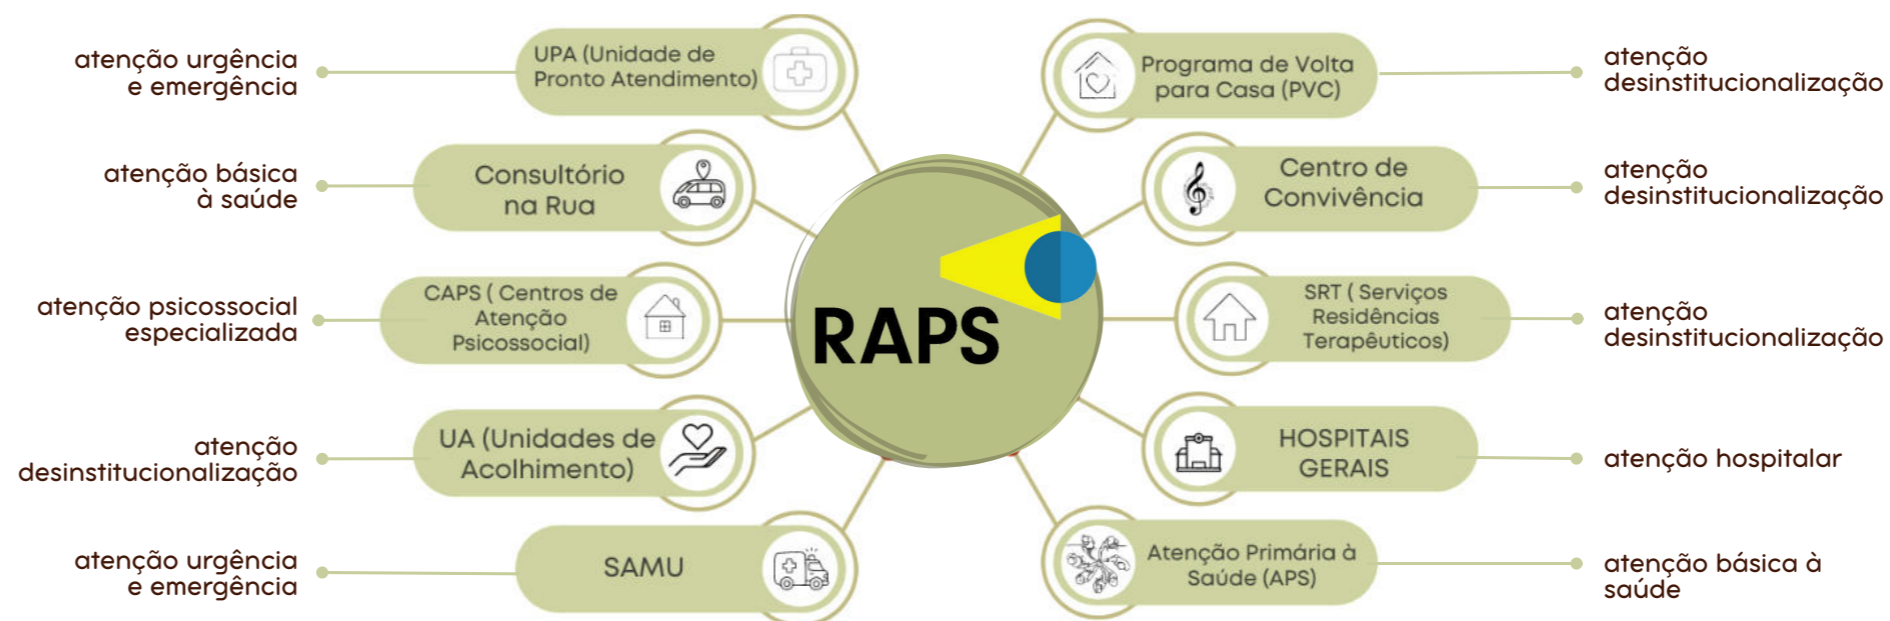 atenção urgência
e emergência
UPA (Unidade de
Pronto Atendimento)
atenção básica
à saúde
Consultório
na Rua
atenção psicossocial
especializada
CAPS ( Centros de
Atenção
Psicossocial)
atenção
desinstitucionalização
UA (Unidades de
Acolhimento)
atenção urgência
e emergência
SAMU
RAPS
Programa de Volta
para Casa (PVC)
atenção
desinstitucionalização
Centro de
Convivência
atenção
desinstitucionalização
SRT ( Serviços
Residências
Terapêuticos)
atenção
desinstitucionalização
HOSPITAIS
GERAIS
atenção hospitalar
Atenção Primária à
Saúde (APS)
atenção básica à
saúde